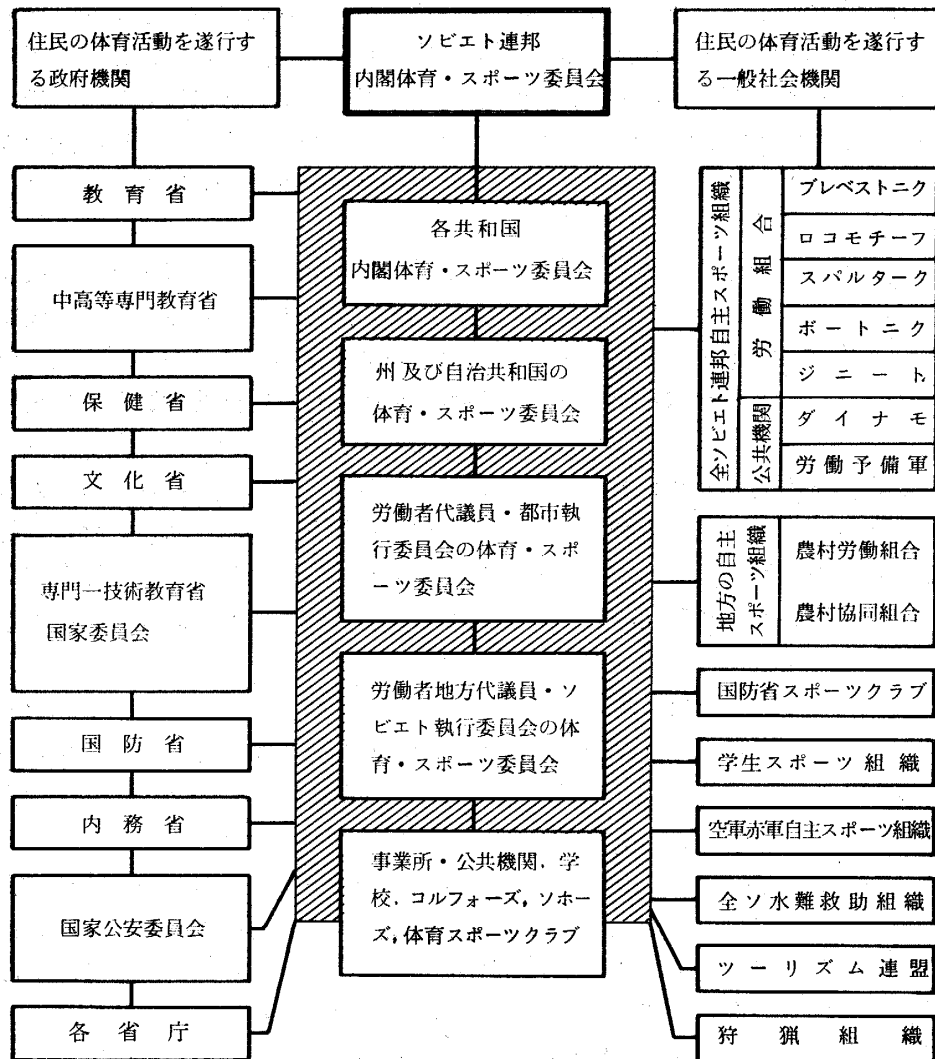 住民の体育活動を遂行す
る政府機関
ソビエト連邦
内閣体育・スポーツ委員会
住民の体育活動を遂行す
る一般社会機関
教育省
中高等専門教育省
保健省
文化省
専門一技術教育省
国家委員会
国防省
内務省
国家公安委員会
各省庁
各共和国
内閣体育・スポーツ委員会
州及び自治共和国の
体育・スポーツ委員会
労働者代議員・都市執
行委員会の体育・スポ
ーツ委員会
労働者地方代議員・ソ
ビエト執行委員会の体
育・スポーツ委員会
事業所・公共機関，学
校，コルフォーズ，ソホー
ズ，体育スポーツクラブ
全ソビエト連邦自主スポーツ組織
労働組合
ブレベストニク
ロコモチーフ
スパルターク
ボートニク
ジニート
公共機関
ダイナモ
労働予備軍
地方の自主
スポーツ組織
農村労働組合
農村協同組合
国防省スポーツクラブ
学生スポーツ組織
空軍赤軍自主スポーツ組織
全ソ水難救助組織
ツーリズム連盟
狩猟組織